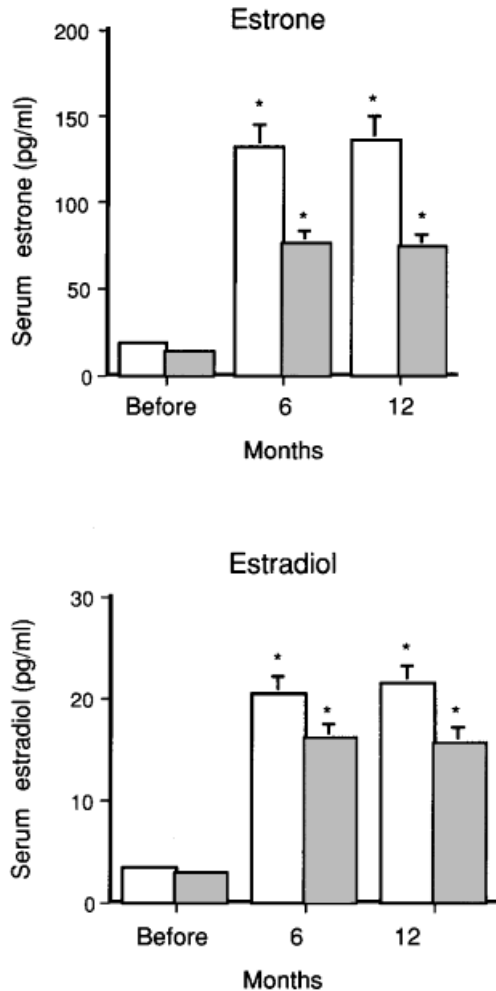 Estrone
Serum estrone (pg/ml)
200
150
100
50
0
* * * *
Before 6 12
Months
Estradiol
Serum estradiol (pg/ml)
30
20
10
0
* * * *
Before 6 12
Months